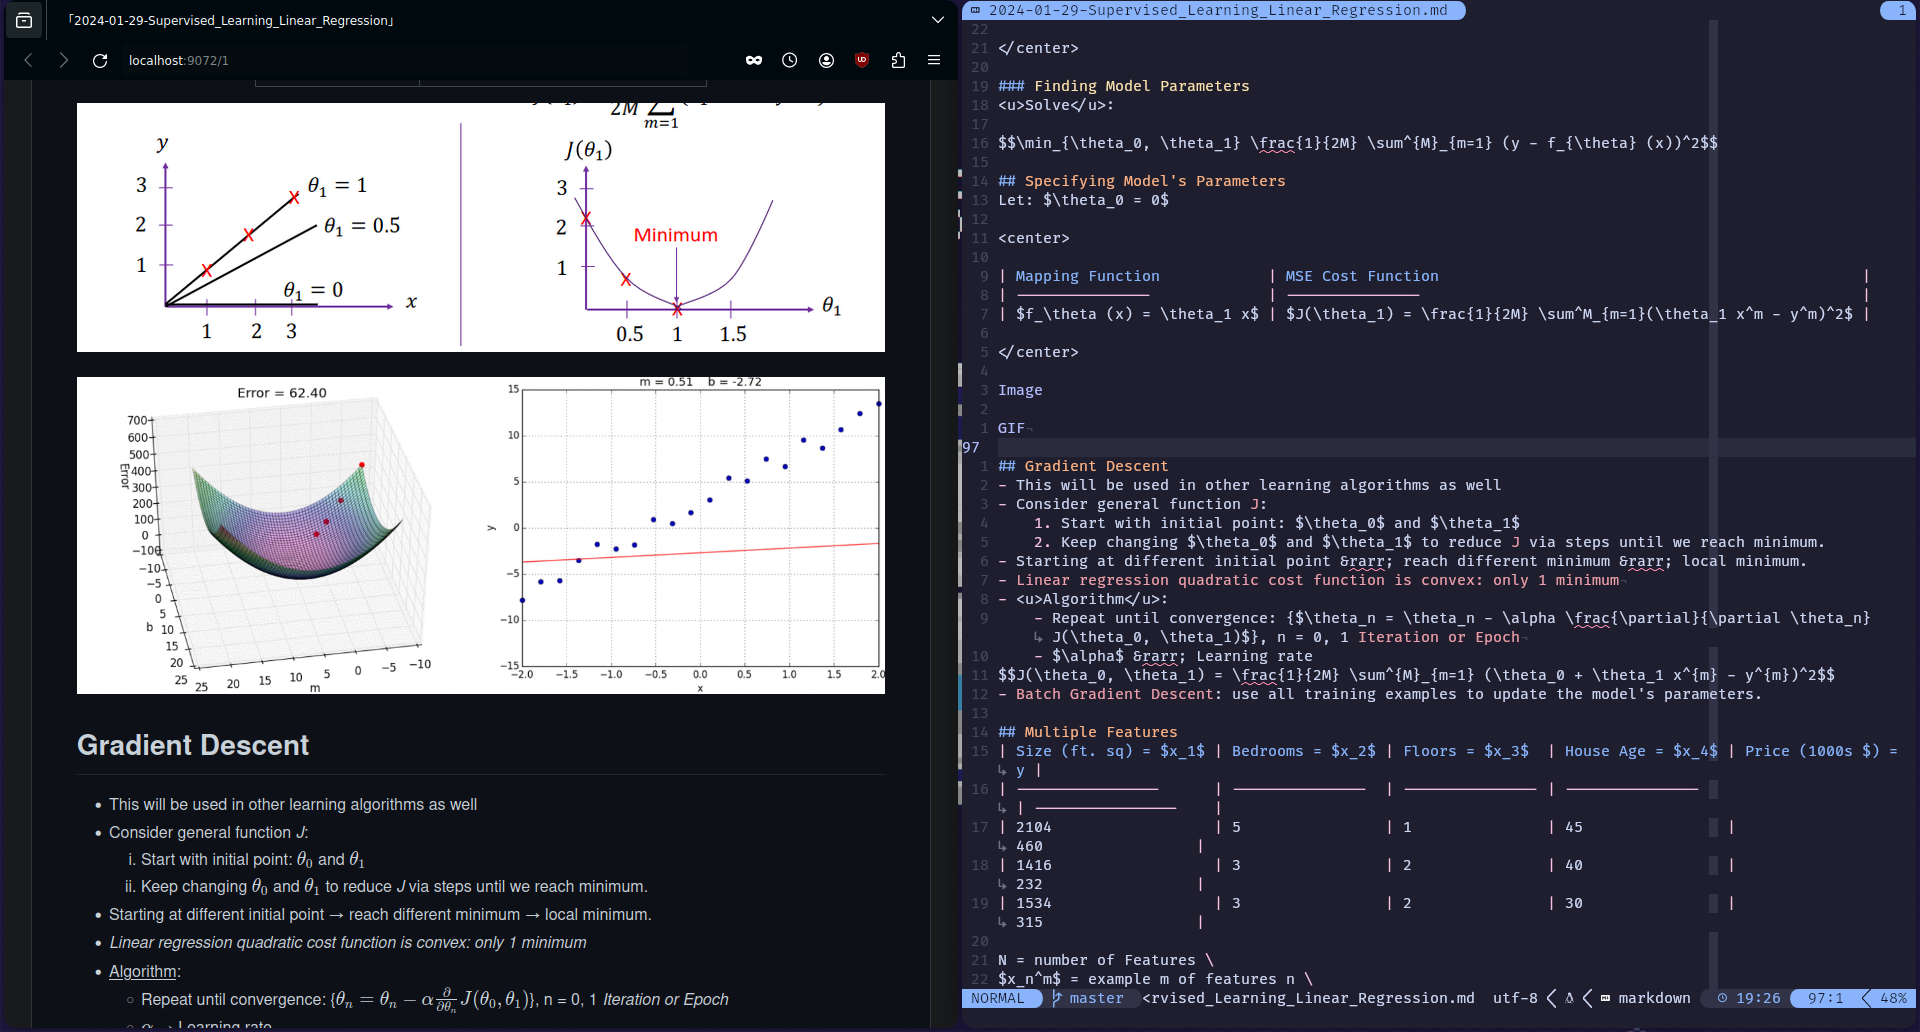 「2024-01-29-Supervised_Learning_Linear_Regression」
localhost:9072/1
2M ∑ m=1
y
3
2
1
θ₁ = 1
θ₁ = 0.5
θ₁ = 0
x
1 2 3
J(θ₁)
3
2
1
Minimum
θ₁
0.5 1 1.5
Error = 62.40
700
600
500
400
300
200
100
0
−100
Error
−10
−5
0
5
10
15
20
25
b
25 20 15 10 5 0 −5 −10
m
m = 0.51 b = -2.72
15
10
5
0
−5
−10
−15
y
−2.0 −1.5 −1.0 −0.5 0.0 0.5 1.0 1.5 2.0
x
Gradient Descent
• This will be used in other learning algorithms as well
• Consider general function J:
i. Start with initial point: θ₀ and θ₁
ii. Keep changing θ₀ and θ₁ to reduce J via steps until we reach minimum.
• Starting at different initial point → reach different minimum → local minimum.
• Linear regression quadratic cost function is convex: only 1 minimum
• Algorithm:
○ Repeat until convergence: {θₙ = θₙ − α ∂/∂θₙ J(θ₀, θ₁)}, n = 0, 1 Iteration or Epoch
○ α → Learning rate
2024-01-29-Supervised_Learning_Linear_Regression.md 1
22
21 </center>
20
19 ### Finding Model Parameters
18 <u>Solve</u>:
17
16 $$\min_{\theta_0, \theta_1} \frac{1}{2M} \sum^{M}_{m=1} (y - f_{\theta} (x))^2$$
15
14 ## Specifying Model's Parameters
13 Let: $\theta_0 = 0$
12
11 <center>
10
9 | Mapping Function | MSE Cost Function |
8 | ——— | ——— |
7 | $f_\theta (x) = \theta_1 x$ | $J(\theta_1) = \frac{1}{2M} \sum^M_{m=1}(\theta_1 x^m - y^m)^2$ |
6
5 </center>
4
3 Image
2
1 GIF¬
97
1 ## Gradient Descent
2 - This will be used in other learning algorithms as well
3 - Consider general function J:
4 1. Start with initial point: $\theta_0$ and $\theta_1$
5 2. Keep changing $\theta_0$ and $\theta_1$ to reduce J via steps until we reach minimum.
6 - Starting at different initial point &rarr; reach different minimum &rarr; local minimum.
7 - Linear regression quadratic cost function is convex: only 1 minimum¬
8 - <u>Algorithm</u>:
9 - Repeat until convergence: {$\theta_n = \theta_n - \alpha \frac{\partial}{\partial \theta_n}
↳ J(\theta_0, \theta_1)$}, n = 0, 1 Iteration or Epoch¬
10 - $\alpha$ &rarr; Learning rate
11 $$J(\theta_0, \theta_1) = \frac{1}{2M} \sum^{M}_{m=1} (\theta_0 + \theta_1 x^{m} - y^{m})^2$$
12 - Batch Gradient Descent: use all training examples to update the model's parameters.
13
14 ## Multiple Features
15 | Size (ft. sq) = $x_1$ | Bedrooms = $x_2$ | Floors = $x_3$ | House Age = $x_4$ | Price (1000s $) =
↳ y |
16 | ——— | ——— | ——— | ———
↳ | ——— |
17 | 2104 | 5 | 1 | 45 |
↳ 460 |
18 | 1416 | 3 | 2 | 40 |
↳ 232 |
19 | 1534 | 3 | 2 | 30 |
↳ 315 |
20
21 N = number of Features \
22 $x_n^m$ = example m of features n \
NORMAL master <rvised_Learning_Linear_Regression.md utf-8 markdown 19:26 97:1 48%